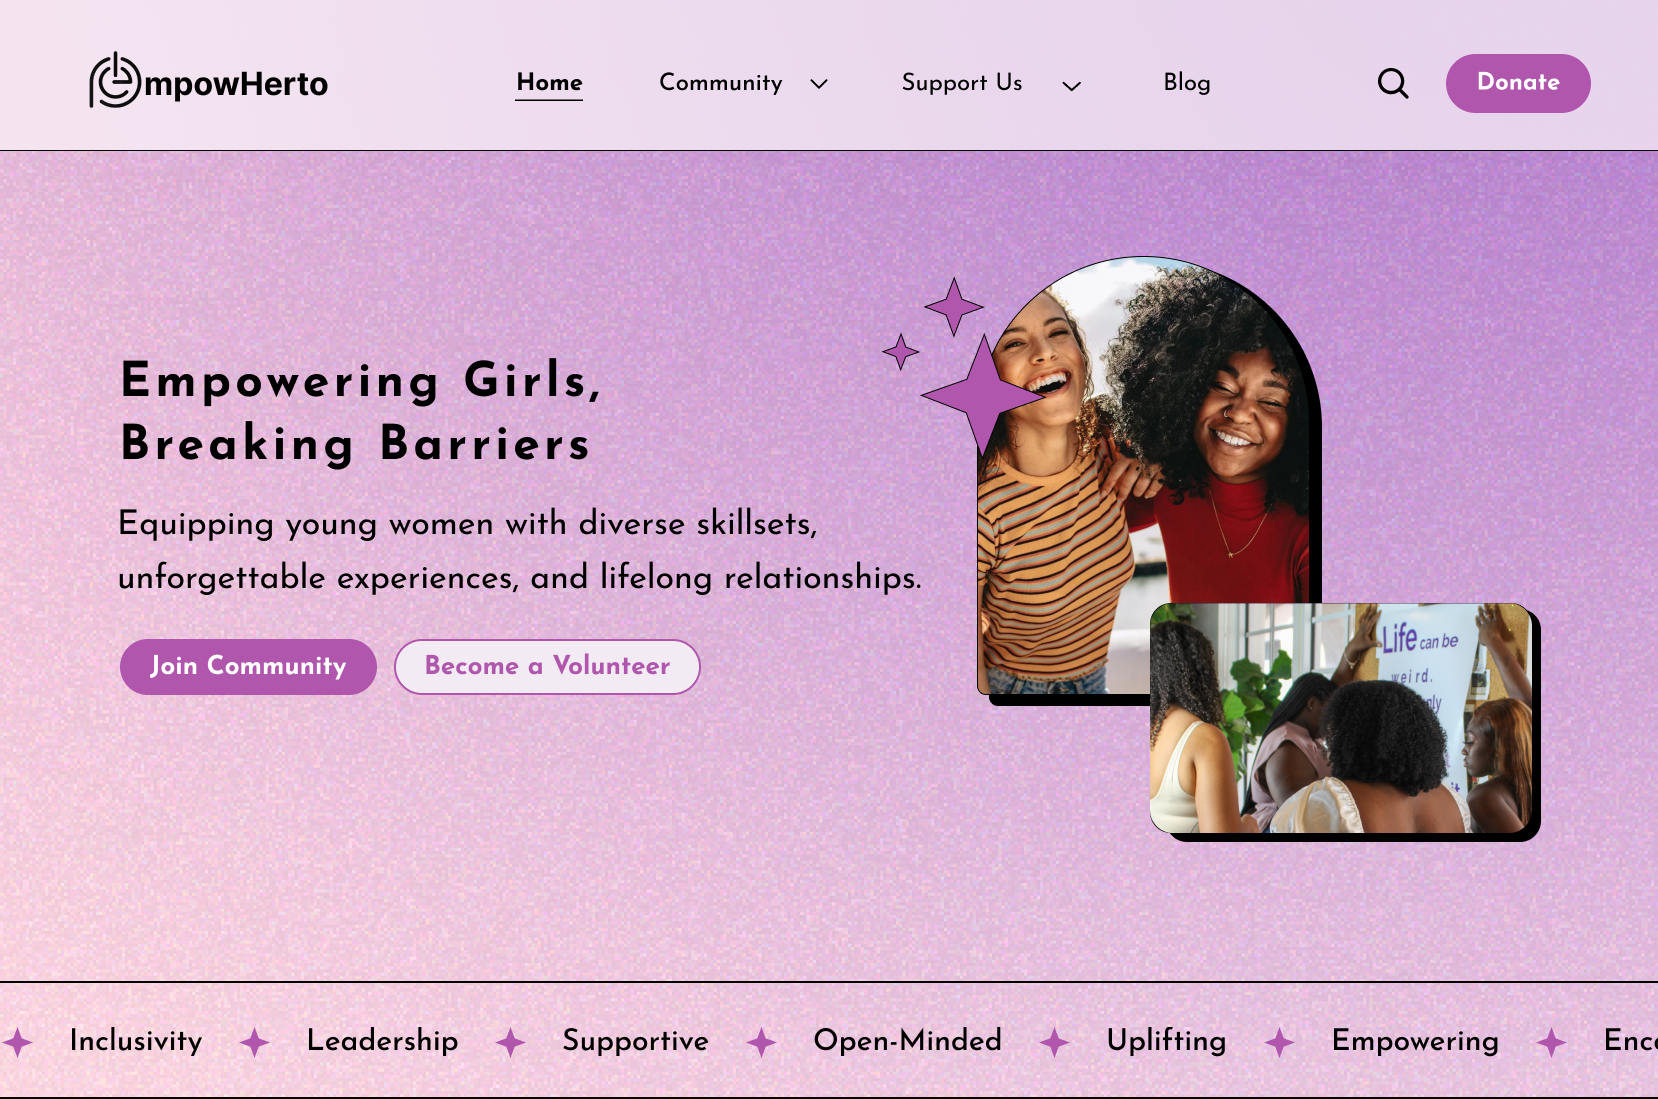 mpowHerto
Home
Community
Support Us
Blog
Donate
Empowering Girls,
Breaking Barriers
Equipping young women with diverse skillsets,
unforgettable experiences, and lifelong relationships.
Join Community
Become a Volunteer
Life can be
weird.
Inclusivity
Leadership
Supportive
Open-Minded
Uplifting
Empowering